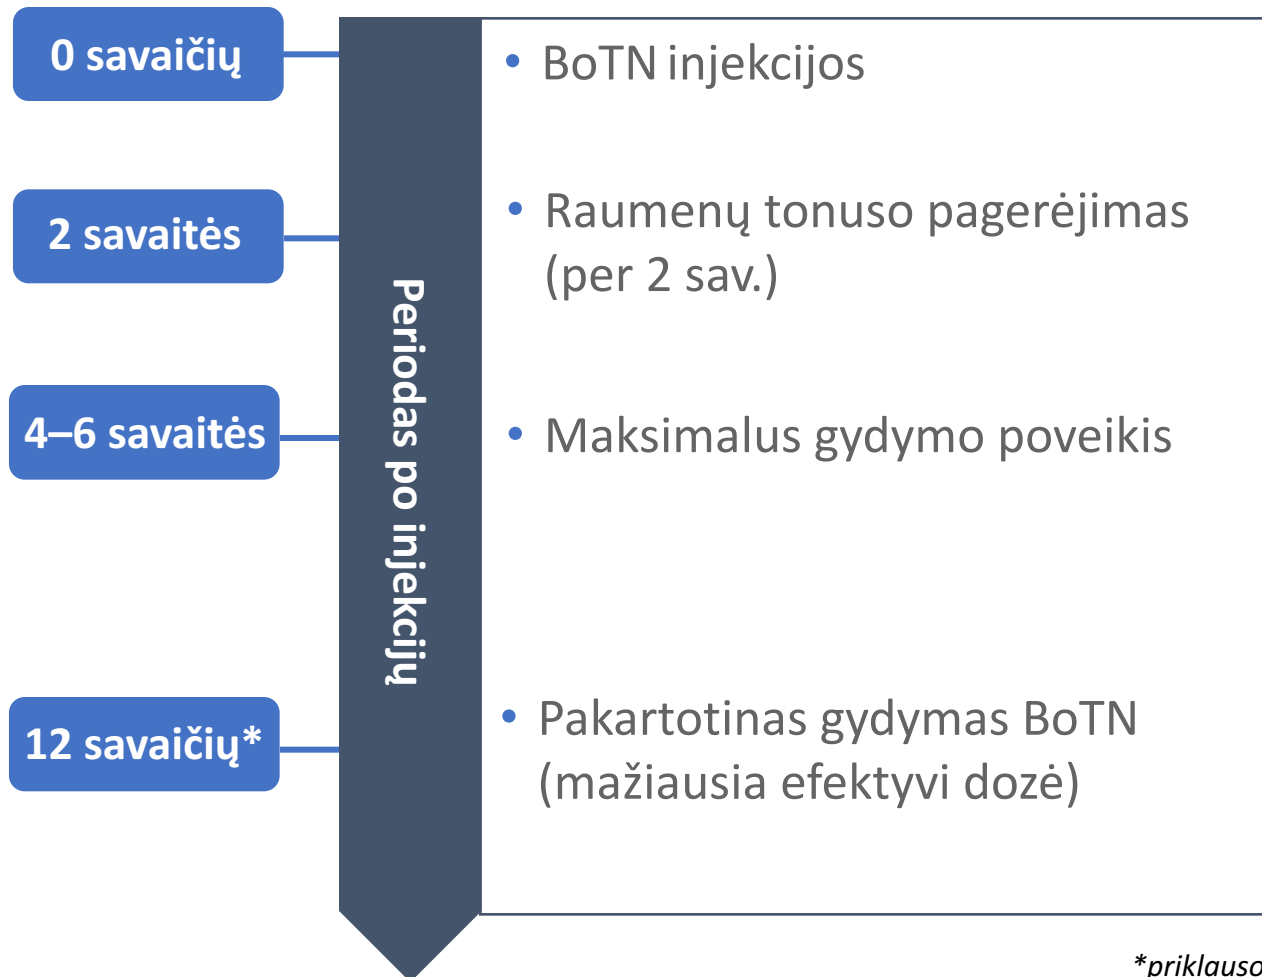 0 savaičių
BoTN injekcijos
2 savaitės
Raumenų tonuso pagerėjimas
(per 2 sav.)
Periodas po injekcijų
4–6 savaitės
Maksimalus gydymo poveikis
12 savaičių*
Pakartotinas gydymas BoTN
(mažiausia efektyvi dozė)
*priklauso